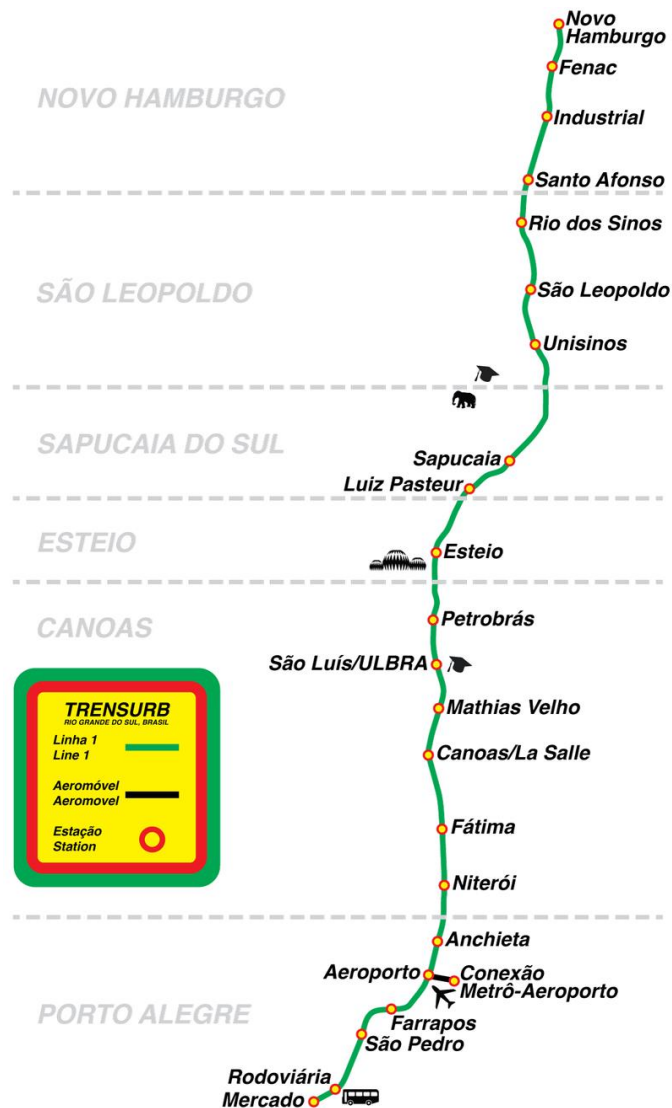 Novo
Hamburgo
Fenac
NOVO HAMBURGO
Industrial
Santo Afonso
Rio dos Sinos
SÃO LEOPOLDO
São Leopoldo
Unisinos
SAPUCAIA DO SUL
Sapucaia
Luiz Pasteur
ESTEIO
Esteio
CANOAS
Petrobrás
São Luís/ULBRA
Mathias Velho
Canoas/La Salle
Fátima
Niterói
TRENSURB
RIO GRANDE DO SUL, BRASIL
Linha 1
Line 1
Aeromóvel
Aeromovel
Estação
Station
Anchieta
Aeroporto
Conexão
Metrô-Aeroporto
PORTO ALEGRE
Farrapos
São Pedro
Rodoviária
Mercado